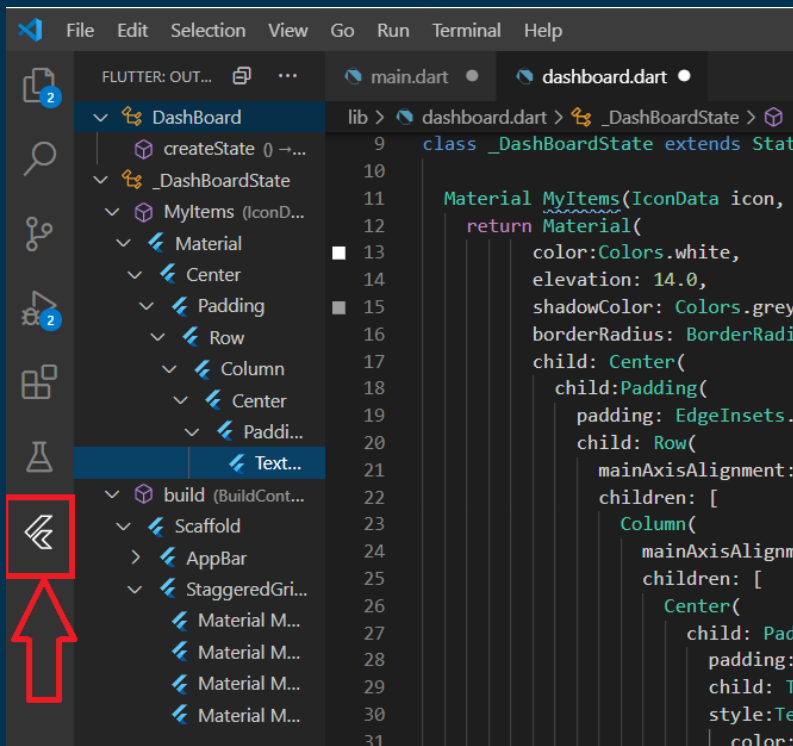 File Edit Selection View Go Run Terminal Help
FLUTTER: OUT... ... main.dart dashboard.dart
2
DashBoard
createState () →...
_DashBoardState
MyItems (IconD...
Material
Center
Padding
2
Row
Column
Center
Paddi...
Text...
build (BuildCont...
Scaffold
AppBar
StaggeredGri...
Material M...
Material M...
Material M...
Material M...
lib > dashboard.dart > _DashBoardState >
9 class _DashBoardState extends Stat
10
11 Material MyItems(IconData icon,
12 return Material(
13 color:Colors.white,
14 elevation: 14.0,
15 shadowColor: Colors.grey
16 borderRadius: BorderRadi
17 child: Center(
18 child:Padding(
19 padding: EdgeInsets.
20 child: Row(
21 mainAxisAlignment:
22 children: [
23 Column(
24 mainAxisAlignm
25 children: [
26 Center(
27 child: Pad
28 padding:
29 child: T
30 style:Te
31 color: